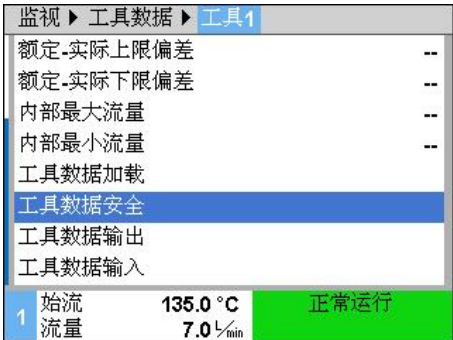 监视 ▶ 工具数据 ▶ 工具1
额定-实际上限偏差 --
额定-实际下限偏差 --
内部最大流量 --
内部最小流量 --
工具数据加载
工具数据安全
工具数据输出
工具数据输入
1 始流 135.0 °C 正常运行
流量 7.0 L/min